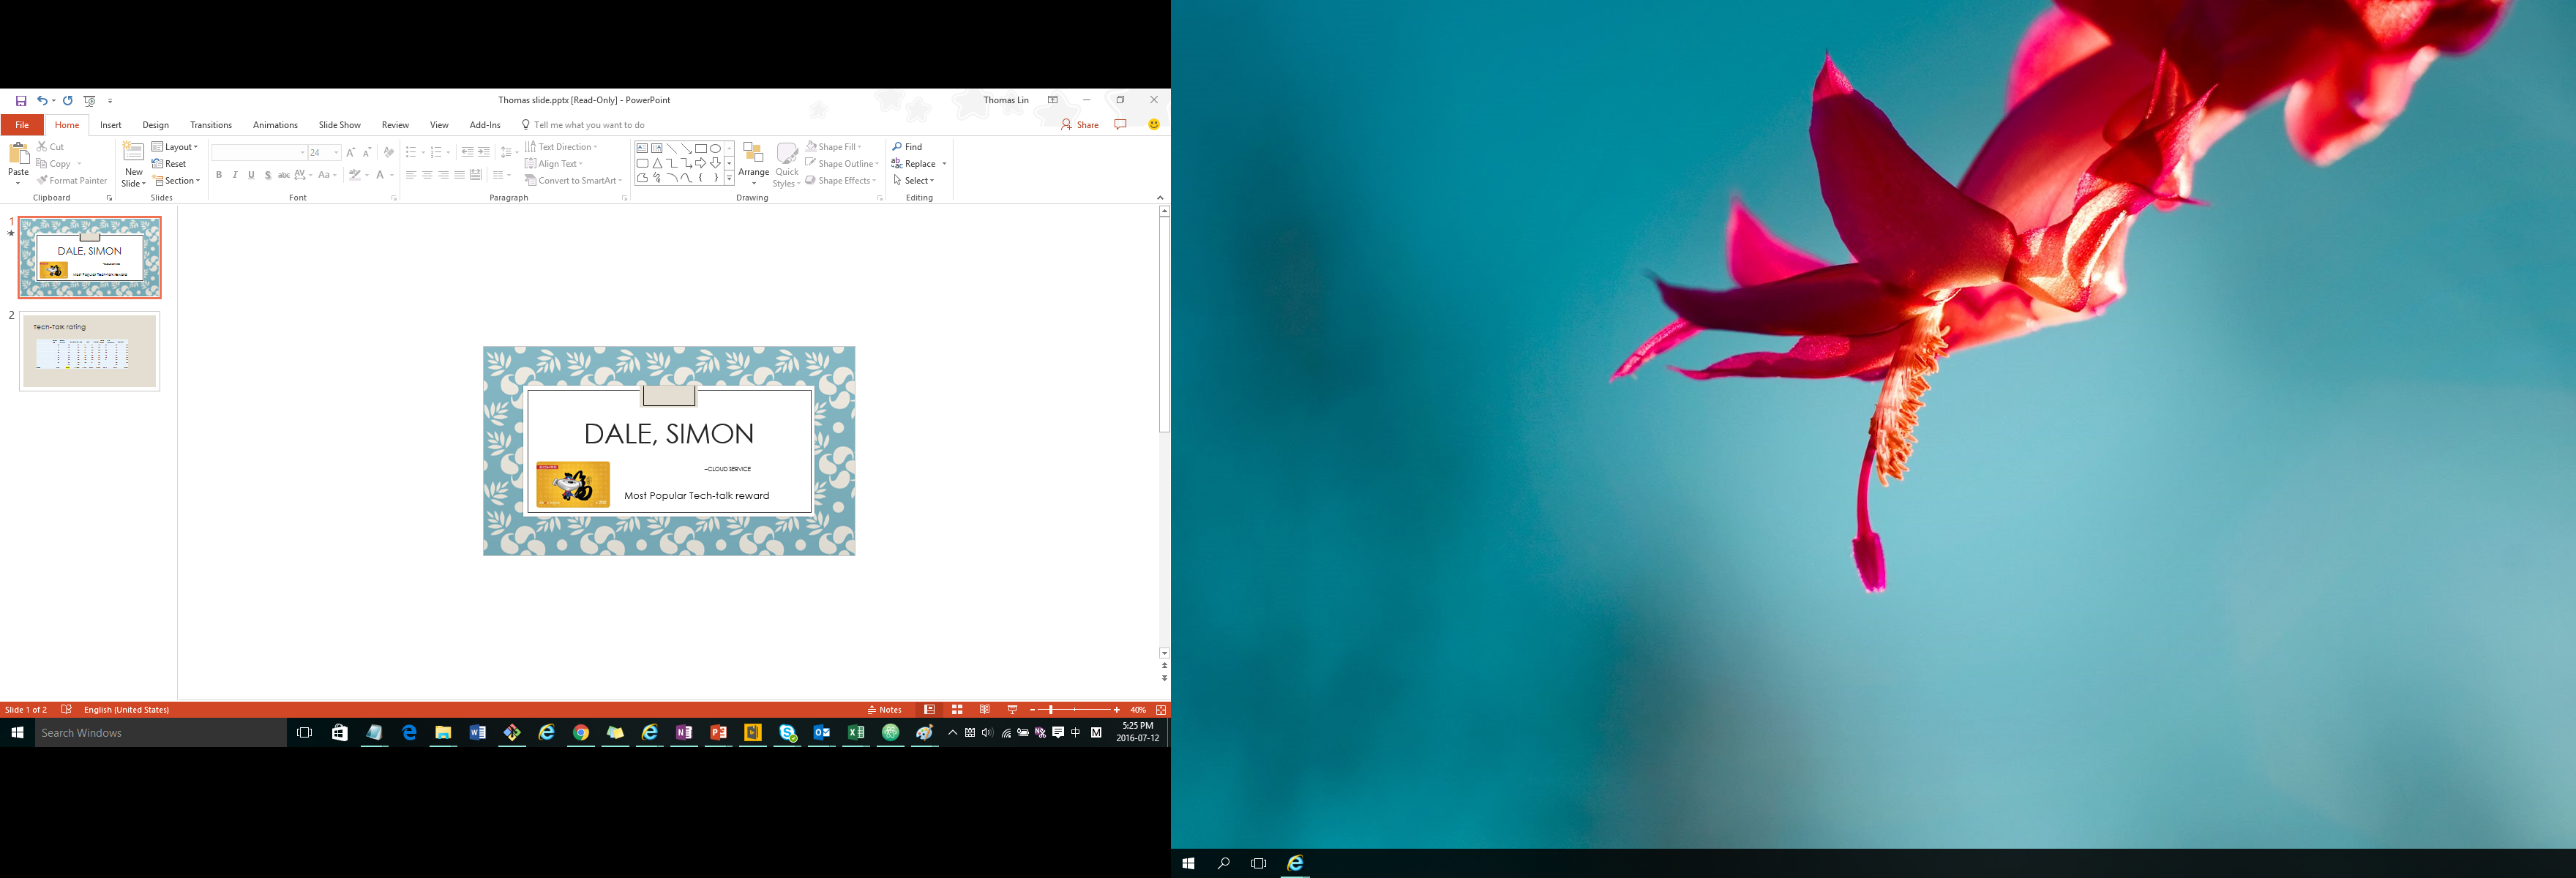 Thomas slide.pptx [Read-Only] - PowerPoint
Thomas Lin
File Home Insert Design Transitions Animations Slide Show Review View Add-Ins Tell me what you want to do Share
Paste
Cut
Copy
Format Painter
Clipboard
New Slide
Layout
Reset
Section
Slides
24
B I U S abc AV Aa A
Font
Text Direction
Align Text
Convert to SmartArt
Paragraph
Arrange
Quick Styles
Shape Fill
Shape Outline
Shape Effects
Drawing
Find
Replace
Select
Editing
1
DALE, SIMON
Most Popular Tech-talk reward
2
Tech-Talk rating
DALE, SIMON
--CLOUD SERVICE
Most Popular Tech-talk reward
Slide 1 of 2 English (United States) Notes 40%
Search Windows
中
M
5:25 PM
2016-07-12